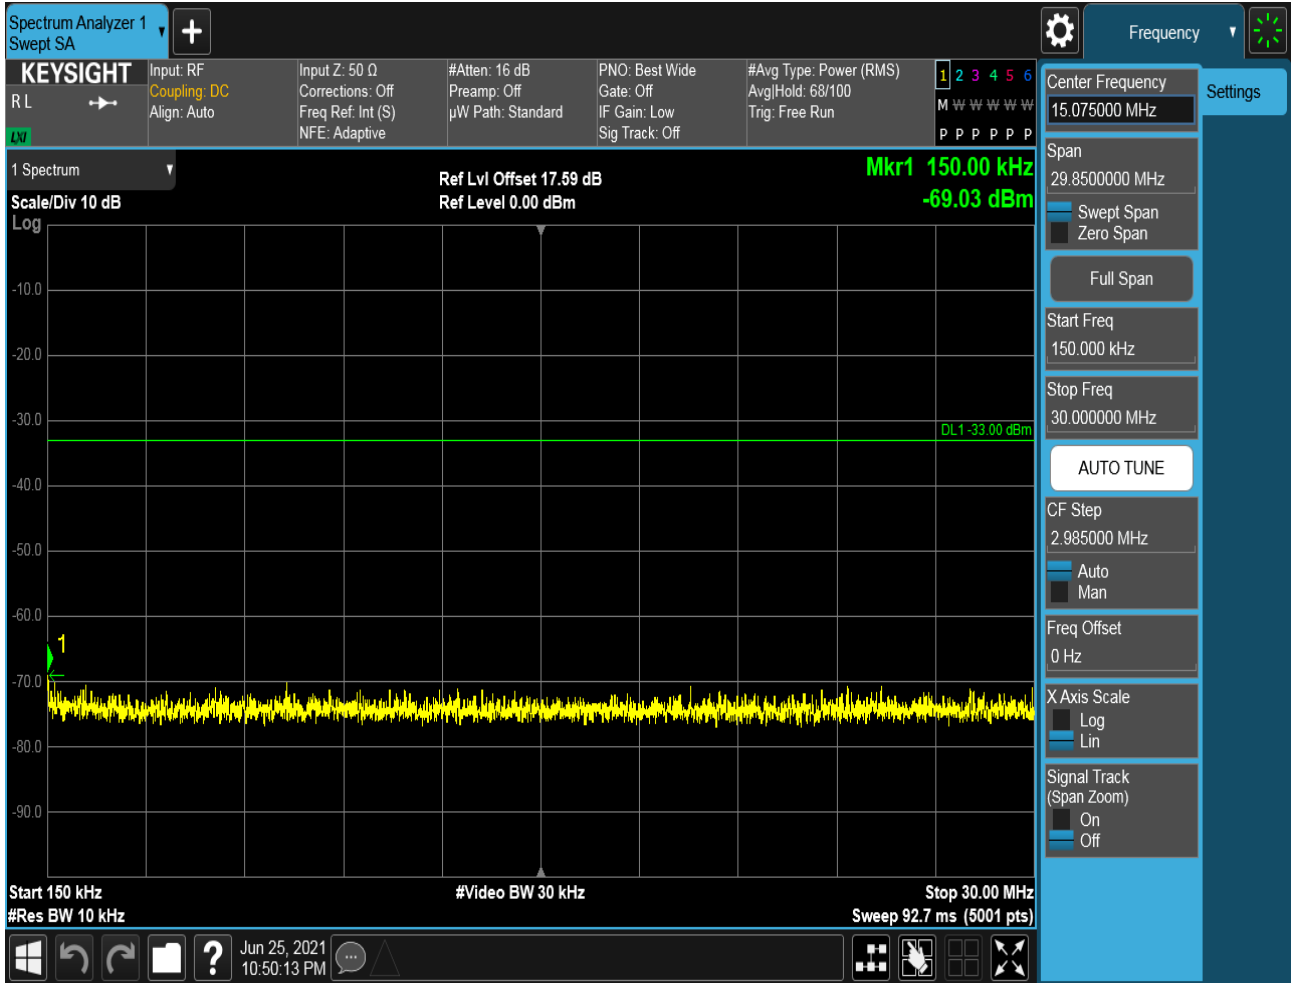 Spectrum Analyzer 1
Swept SA
Frequency
KEYSIGHT
R L
LXI
Input: RF
Coupling: DC
Align: Auto
Input Z: 50 Ω
Corrections: Off
Freq Ref: Int (S)
NFE: Adaptive
#Atten: 16 dB
Preamp: Off
µW Path: Standard
PNO: Best Wide
Gate: Off
IF Gain: Low
Sig Track: Off
#Avg Type: Power (RMS)
Avg|Hold: 68/100
Trig: Free Run
1 2 3 4 5 6
M W W W W W
P P P P P P
1 Spectrum
Scale/Div 10 dB
Log
Ref Lvl Offset 17.59 dB
Ref Level 0.00 dBm
Mkr1 150.00 kHz
-69.03 dBm
-10.0
-20.0
-30.0
DL1 -33.00 dBm
-40.0
-50.0
-60.0
1
-70.0
-80.0
-90.0
Start 150 kHz
#Video BW 30 kHz
Stop 30.00 MHz
#Res BW 10 kHz
Sweep 92.7 ms (5001 pts)
Center Frequency
15.075000 MHz
Settings
Span
29.8500000 MHz
Swept Span
Zero Span
Full Span
Start Freq
150.000 kHz
Stop Freq
30.000000 MHz
AUTO TUNE
CF Step
2.985000 MHz
Auto
Man
Freq Offset
0 Hz
X Axis Scale
Log
Lin
Signal Track
(Span Zoom)
On
Off
?
Jun 25, 2021
10:50:13 PM